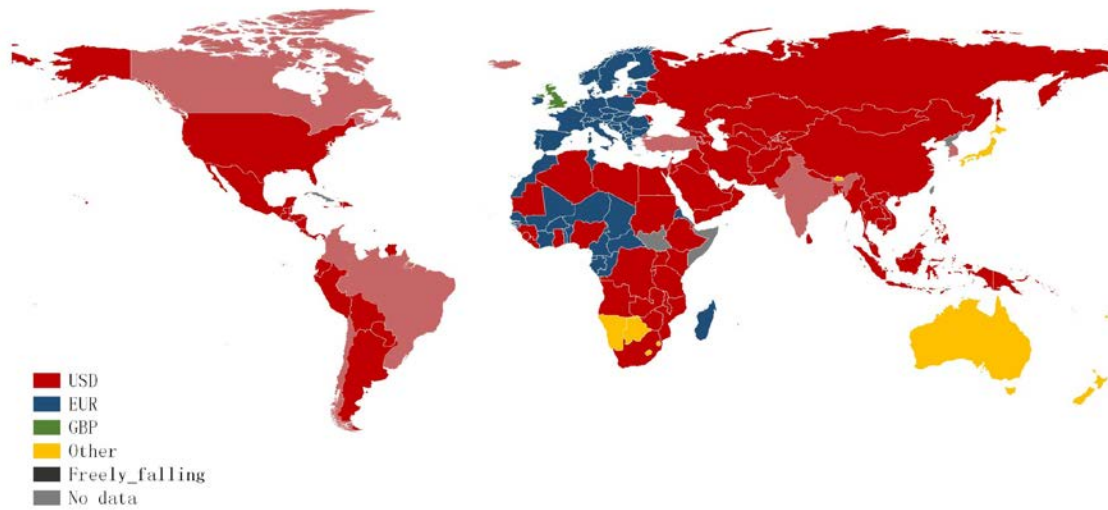 USD
EUR
GBP
Other
Freely_falling
No data